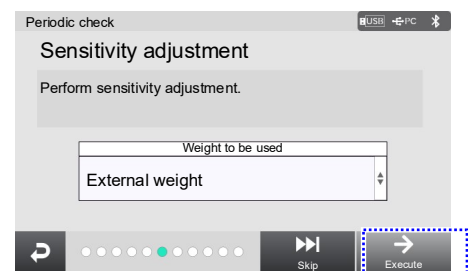 Periodic check
USB PC
Sensitivity adjustment
Perform sensitivity adjustment.
Weight to be used
External weight
Skip
Execute